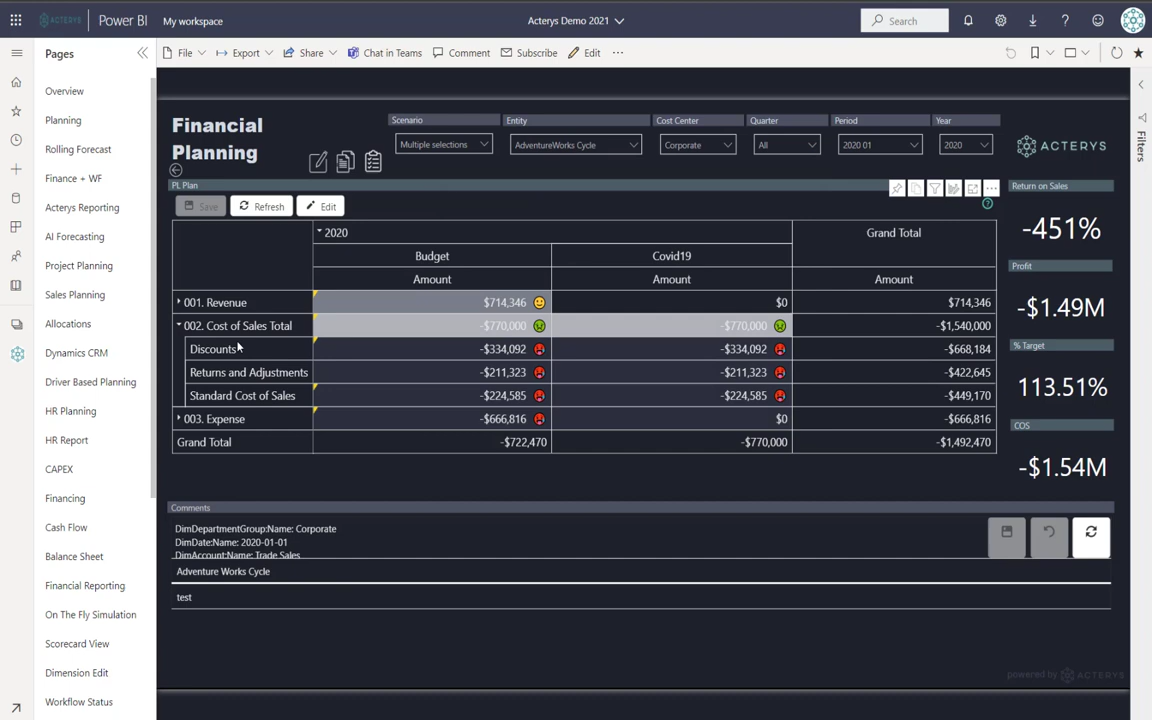 Power BI
My workspace
Acterys Demo 2021
Search
Pages
File
Export
Share
Chat in Teams
Comment
Subscribe
Edit
Overview
Planning
Rolling Forecast
Finance + WF
Acterys Reporting
AI Forecasting
Project Planning
Sales Planning
Allocations
Dynamics CRM
Driver Based Planning
HR Planning
HR Report
CAPEX
Financing
Cash Flow
Balance Sheet
Financial Reporting
On The Fly Simulation
Scorecard View
Dimension Edit
Workflow Status
Financial
Planning
Scenario
Entity
Cost Center
Quarter
Period
Year
Multiple selections
AdventureWorks Cycle
Corporate
All
2020 01
2020
ACTERYS
PL Plan
Save
Refresh
Edit
2020
Grand Total
Budget
Covid19
Amount
Amount
Amount
001. Revenue $714,346 $0 $714,346
002. Cost of Sales Total -$770,000 -$770,000 -$1,540,000
Discounts -$334,092 -$334,092 -$668,184
Returns and Adjustments -$211,323 -$211,323 -$422,645
Standard Cost of Sales -$224,585 -$224,585 -$449,170
003. Expense -$666,816 $0 -$666,816
Grand Total -$722,470 -$770,000 -$1,492,470
Return on Sales
-451%
Profit
-$1.49M
% Target
113.51%
COS
-$1.54M
Filters
Comments
DimDepartmentGroup:Name: Corporate
DimDate:Name: 2020-01-01
DimAccount:Name: Trade Sales
Adventure Works Cycle
test
powered by ACTERYS